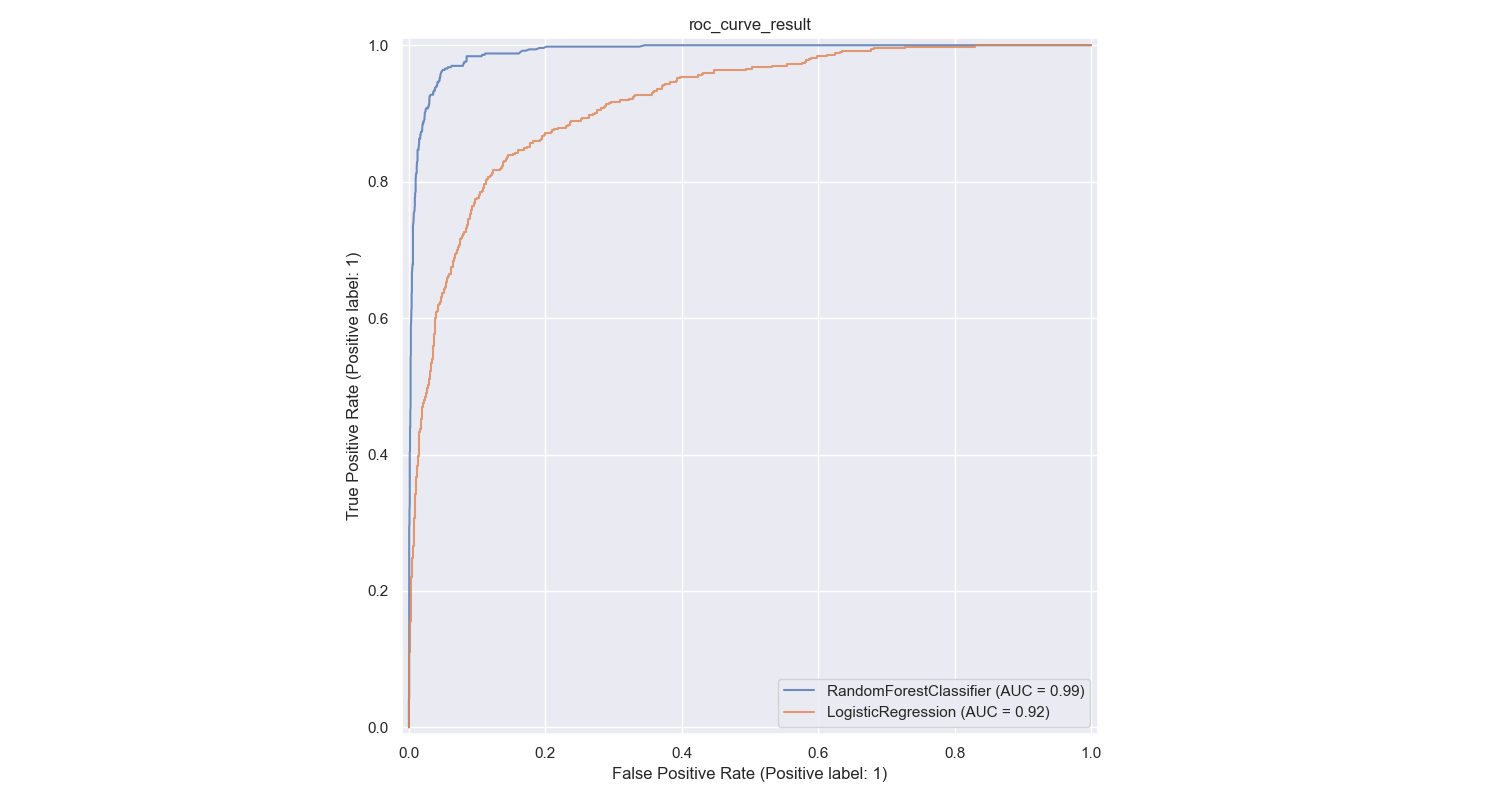 roc_curve_result
1.0
0.8
0.6
0.4
0.2
0.0
True Positive Rate (Positive label: 1)
RandomForestClassifier (AUC = 0.99)
LogisticRegression (AUC = 0.92)
0.0 0.2 0.4 0.6 0.8 1.0
False Positive Rate (Positive label: 1)